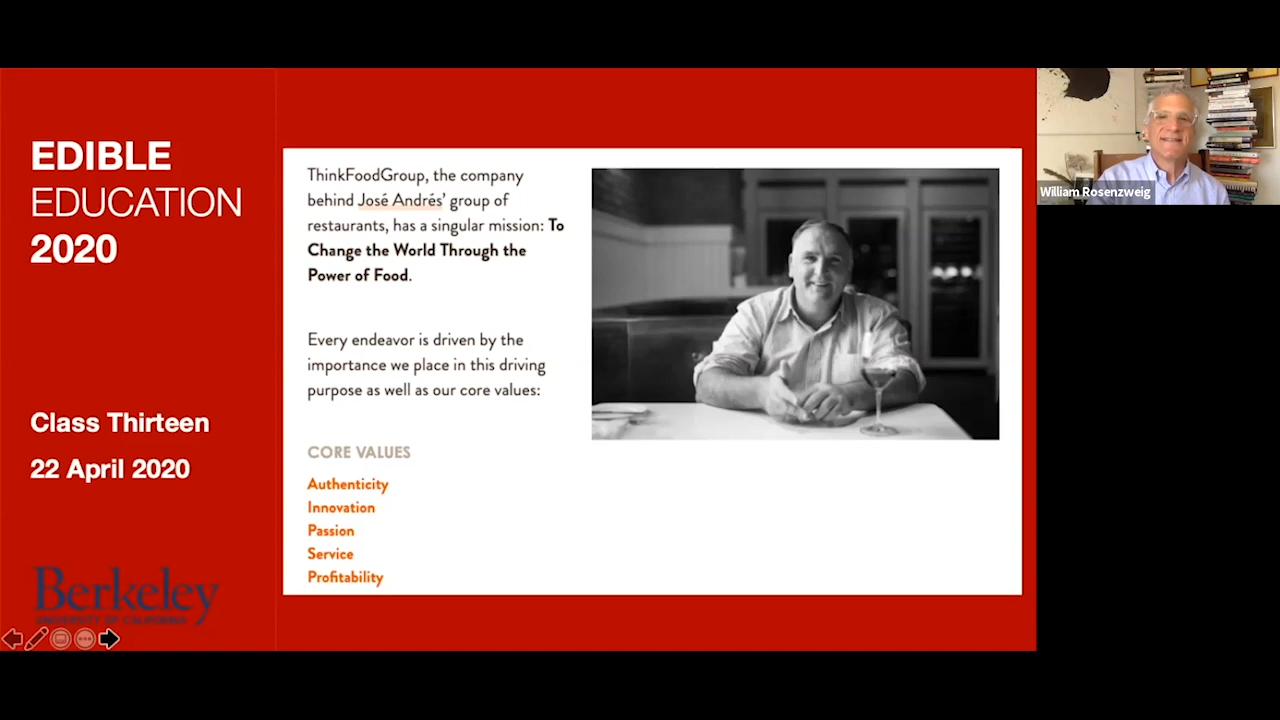 EDIBLE
EDUCATION
2020
Class Thirteen
22 April 2020
Berkeley
UNIVERSITY OF CALIFORNIA
ThinkFoodGroup, the company
behind José Andrés’ group of
restaurants, has a singular mission: To
Change the World Through the
Power of Food.
Every endeavor is driven by the
importance we place in this driving
purpose as well as our core values:
CORE VALUES
Authenticity
Innovation
Passion
Service
Profitability
William Rosenzweig